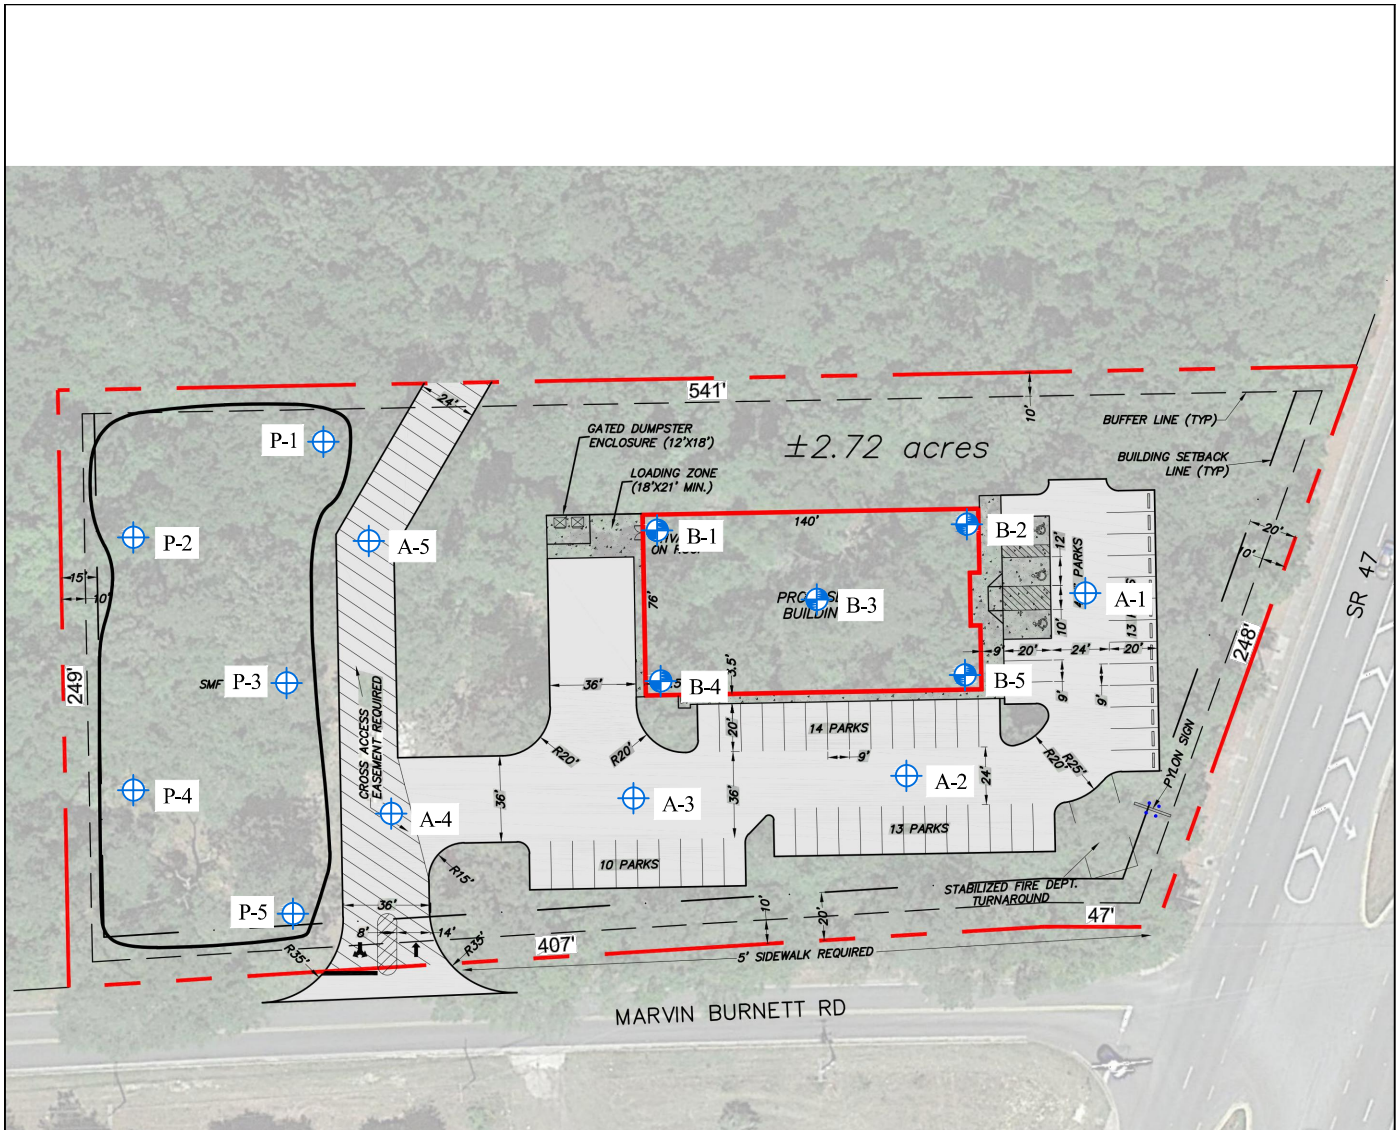 541'
24'
10'
BUFFER LINE (TYP)
GATED DUMPSTER
ENCLOSURE (12'X18')
±2.72 acres
P-1
BUILDING SETBACK
LINE (TYP)
LOADING ZONE
(18'X21' MIN.)
140'
20'
10'
B-1
B-2
P-2
A-5
12'
PARKS
15'
10'
76'
B-3
A-1
SR 47
10'
13
248'
9'
20'
24'
20'
249'
SMF
P-3
36'
3.5'
B-4
B-5
9'
9'
CROSS ACCESS
EASEMENT REQUIRED
20'
14 PARKS
R20'
R20'
9'
R20'
R25'
PYLON SIGN
P-4
36'
A-3
36'
A-2
24'
A-4
13 PARKS
10 PARKS
R15'
STABILIZED FIRE DEPT.
TURNAROUND
P-5
36'
10'
20'
47'
8'
14'
R35'
R35'
407'
5' SIDEWALK REQUIRED
MARVIN BURNETT RD